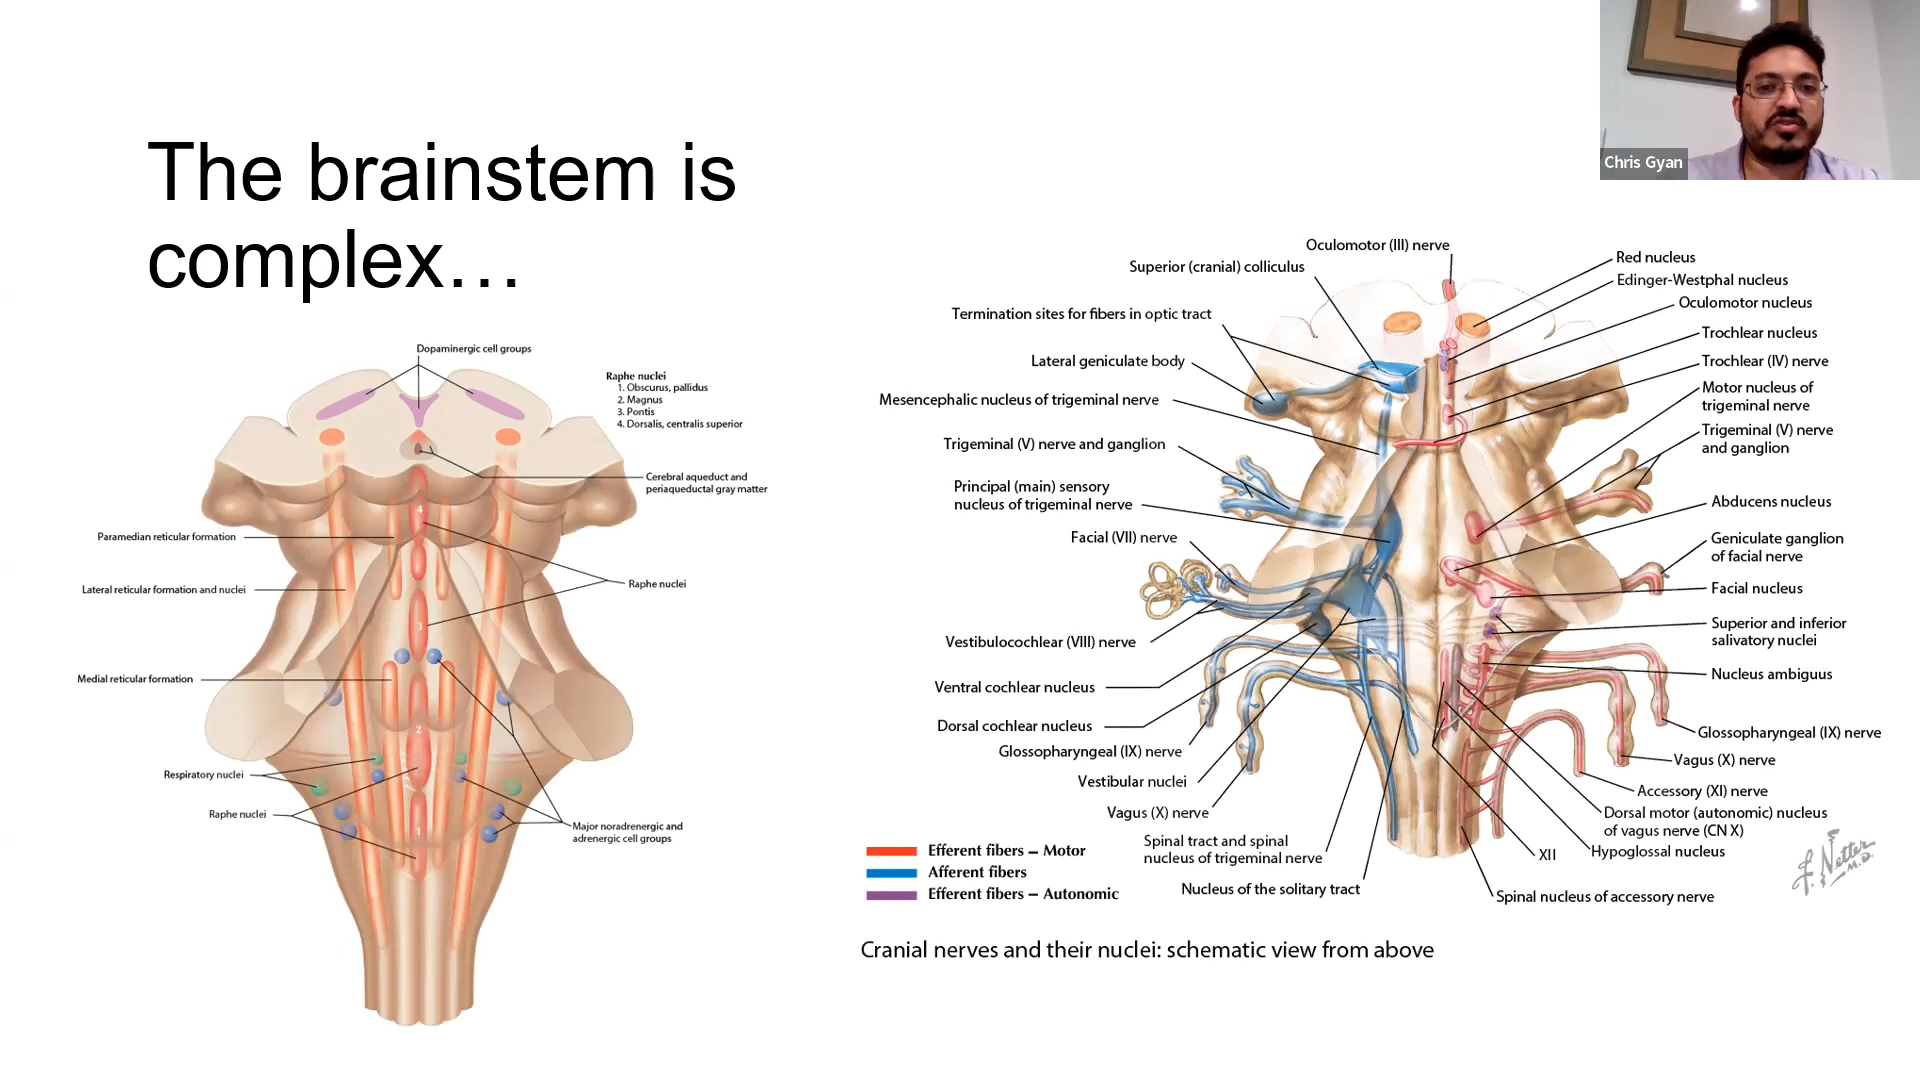 The brainstem is
complex…
Chris Gyan
Dopaminergic cell groups
Raphe nuclei
1. Obscurus, pallidus
2. Magnus
3. Pontis
4. Dorsalis, centralis superior
Cerebral aqueduct and
periaqueductal gray matter
Paramedian reticular formation
Lateral reticular formation and nuclei
Raphe nuclei
Medial reticular formation
Respiratory nuclei
Raphe nuclei
Major noradrenergic and
adrenergic cell groups
4
3
2
1
Oculomotor (III) nerve
Superior (cranial) colliculus
Termination sites for fibers in optic tract
Lateral geniculate body
Mesencephalic nucleus of trigeminal nerve
Trigeminal (V) nerve and ganglion
Principal (main) sensory
nucleus of trigeminal nerve
Facial (VII) nerve
Vestibulocochlear (VIII) nerve
Ventral cochlear nucleus
Dorsal cochlear nucleus
Glossopharyngeal (IX) nerve
Vestibular nuclei
Vagus (X) nerve
Spinal tract and spinal
nucleus of trigeminal nerve
Nucleus of the solitary tract
Red nucleus
Edinger-Westphal nucleus
Oculomotor nucleus
Trochlear nucleus
Trochlear (IV) nerve
Motor nucleus of
trigeminal nerve
Trigeminal (V) nerve
and ganglion
Abducens nucleus
Geniculate ganglion
of facial nerve
Facial nucleus
Superior and inferior
salivatory nuclei
Nucleus ambiguus
Glossopharyngeal (IX) nerve
Vagus (X) nerve
Accessory (XI) nerve
Dorsal motor (autonomic) nucleus
of vagus nerve (CN X)
Hypoglossal nucleus
XII
Spinal nucleus of accessory nerve
Efferent fibers – Motor
Afferent fibers
Efferent fibers – Autonomic
f. Netter
M.D.
Cranial nerves and their nuclei: schematic view from above